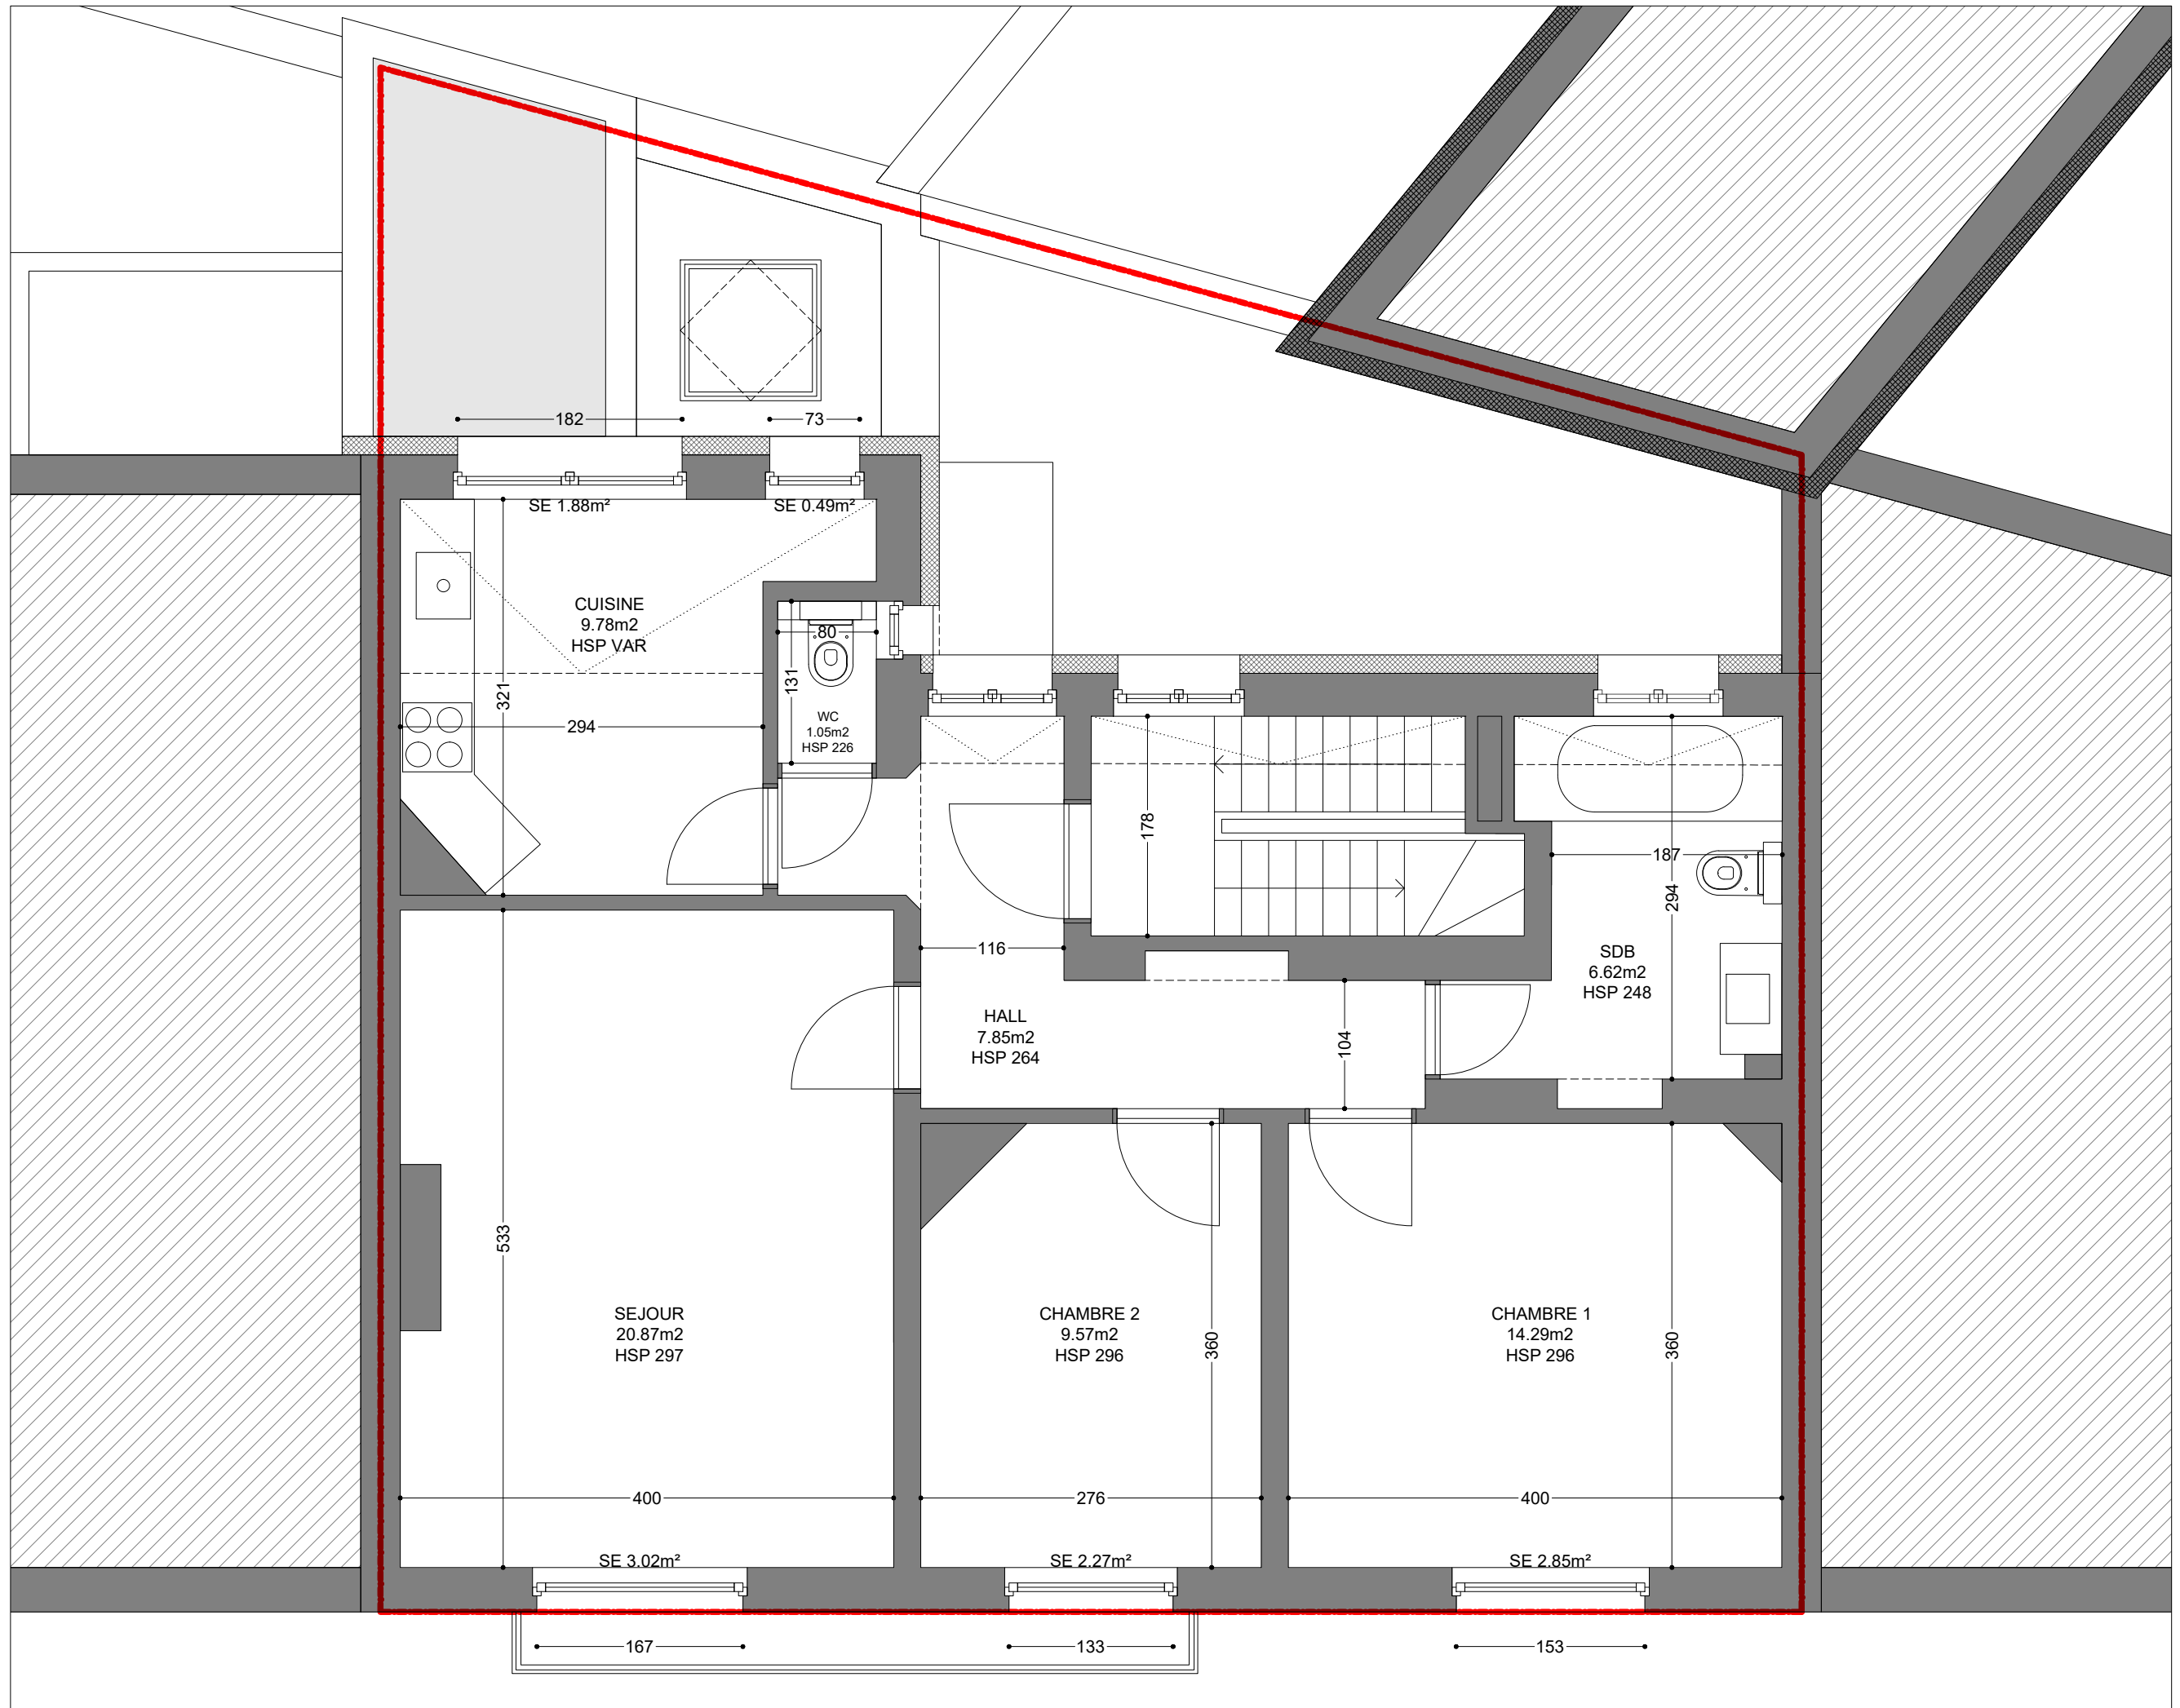 182
73
SE 1.88m²
SE 0.49m²
CUISINE
9.78m2
HSP VAR
80
131
321
294
WC
1.05m2
HSP 226
178
187
294
116
SDB
6.62m2
HSP 248
HALL
7.85m2
HSP 264
104
533
SEJOUR
20.87m2
HSP 297
CHAMBRE 2
9.57m2
HSP 296
360
CHAMBRE 1
14.29m2
HSP 296
360
400
276
400
SE 3.02m²
SE 2.27m²
SE 2.85m²
167
133
153